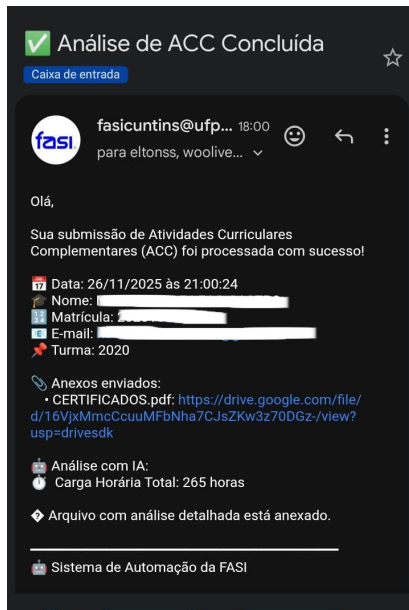 ✅ Análise de ACC Concluída
Caixa de entrada
fasi
fasicuntins@ufp... 18:00
para eltonss, woolive...
Olá,
Sua submissão de Atividades Curriculares
Complementares (ACC) foi processada com sucesso!
📅 Data: 26/11/2025 às 21:00:24
🎓 Nome:
🔢 Matrícula:
📧 E-mail:
📌 Turma: 2020
📎 Anexos enviados:
• CERTIFICADOS.pdf: https://drive.google.com/file/
d/16VjxMmcCcuuMFbNha7CJsZKw3z70DGz-/view?
usp=drivesdk
🤖 Análise com IA:
⏱️ Carga Horária Total: 265 horas
� Arquivo com análise detalhada está anexado.
🤖 Sistema de Automação da FASI